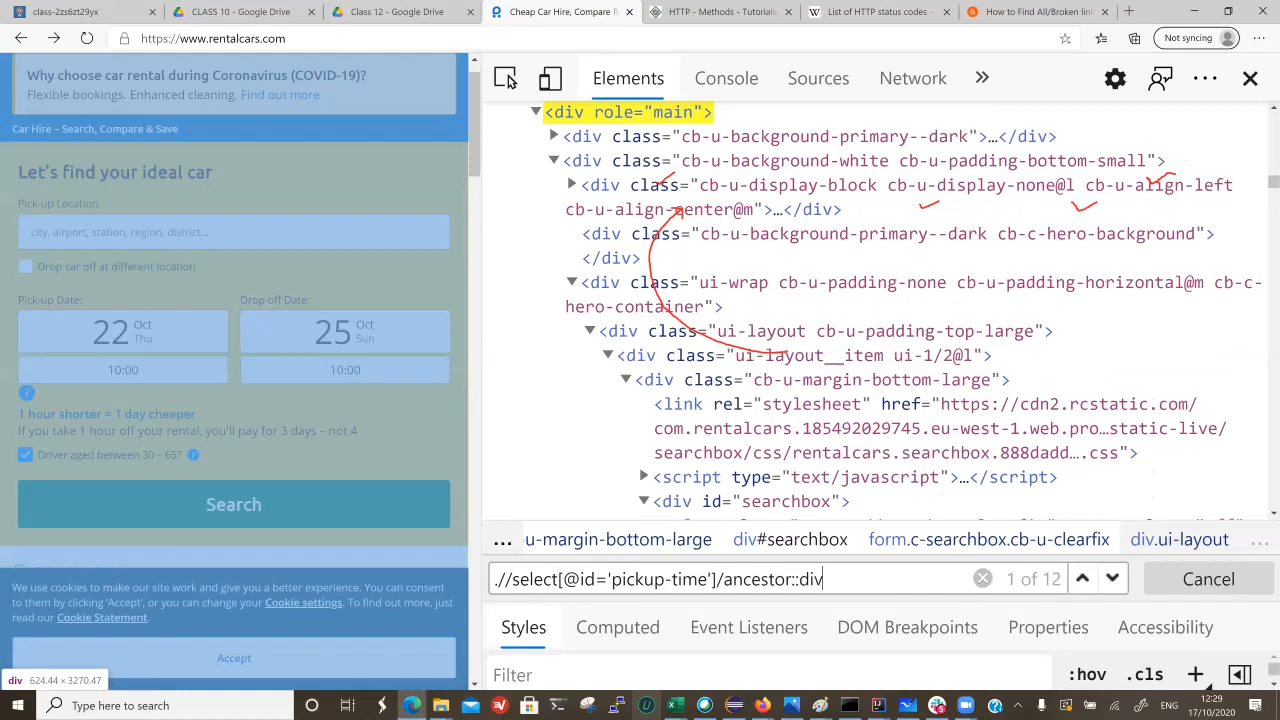 class-2zs6zt29yx
CLASS 10 - Google Drive
Class 12 - Google Drive
Cheap Car Hire, Compare R
HTTP - Methods - Tutorials
List of HTTP status codes -
How to Find All/Broken link
https://www.rentalcars.com
Not syncing
Why choose car rental during Coronavirus (COVID-19)?
Flexible bookings. Enhanced cleaning. Find out more
Car Hire – Search, Compare & Save
Let's find your ideal car
Pick-up Location
city, airport, station, region, district...
Drop car off at different location
Pick-up Date:
Drop off Date:
22 Oct Thu
25 Oct Sun
10:00
10:00
1 hour shorter = 1 day cheaper
If you take 1 hour off your rental, you'll pay for 3 days – not 4
Driver aged between 30 – 65?
Search
We use cookies to make our site work and give you a better experience. You can consent
to them by clicking 'Accept', or you can change your Cookie settings. To find out more, just
read our Cookie Statement.
Accept
div 624.44 × 3270.47
Elements
Console
Sources
Network
<div role="main">
<div class="cb-u-background-primary--dark">…</div>
<div class="cb-u-background-white cb-u-padding-bottom-small">
<div class="cb-u-display-block cb-u-display-none@l cb-u-align-left
cb-u-align-center@m">…</div>
<div class="cb-u-background-primary--dark cb-c-hero-background">
</div>
<div class="ui-wrap cb-u-padding-none cb-u-padding-horizontal@m cb-c-
hero-container">
<div class="ui-layout cb-u-padding-top-large">
<div class="ui-layout__item ui-1/2@l">
<div class="cb-u-margin-bottom-large">
<link rel="stylesheet" href="https://cdn2.rcstatic.com/
com.rentalcars.185492029745.eu-west-1.web.pro…static-live/
searchbox/css/rentalcars.searchbox.888dadd….css">
<script type="text/javascript">…</script>
<div id="searchbox">
... -u-margin-bottom-large div#searchbox form.c-searchbox.cb-u-clearfix div.ui-layout ...
.//select[@id='pickup-time']/ancestor::div
1 of 12
Cancel
Styles
Computed
Event Listeners
DOM Breakpoints
Properties
Accessibility
Filter
:hov
.cls
Type here to search
12:29
17/10/2020